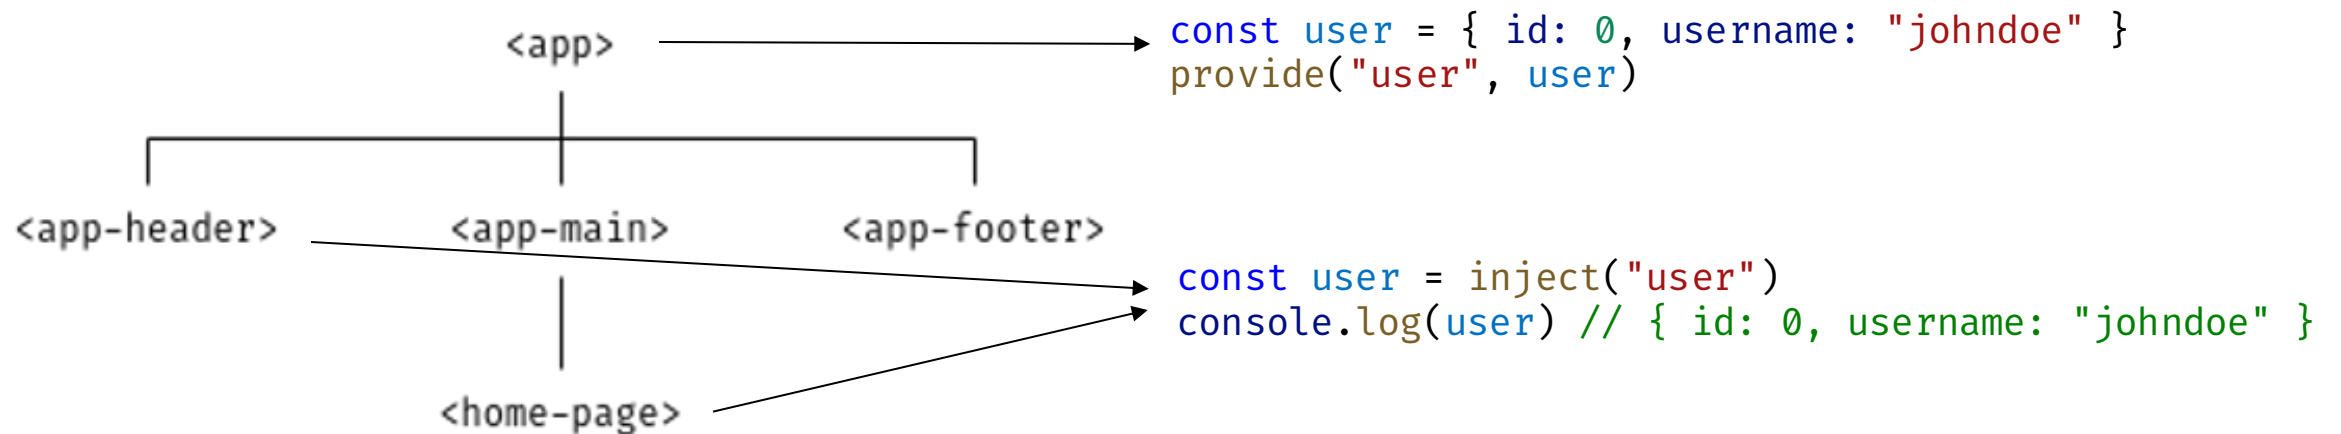 <app>
const user = { id: 0, username: "johndoe" }
provide("user", user)
<app-header>
<app-main>
<app-footer>
const user = inject("user")
console.log(user) // { id: 0, username: "johndoe" }
<home-page>